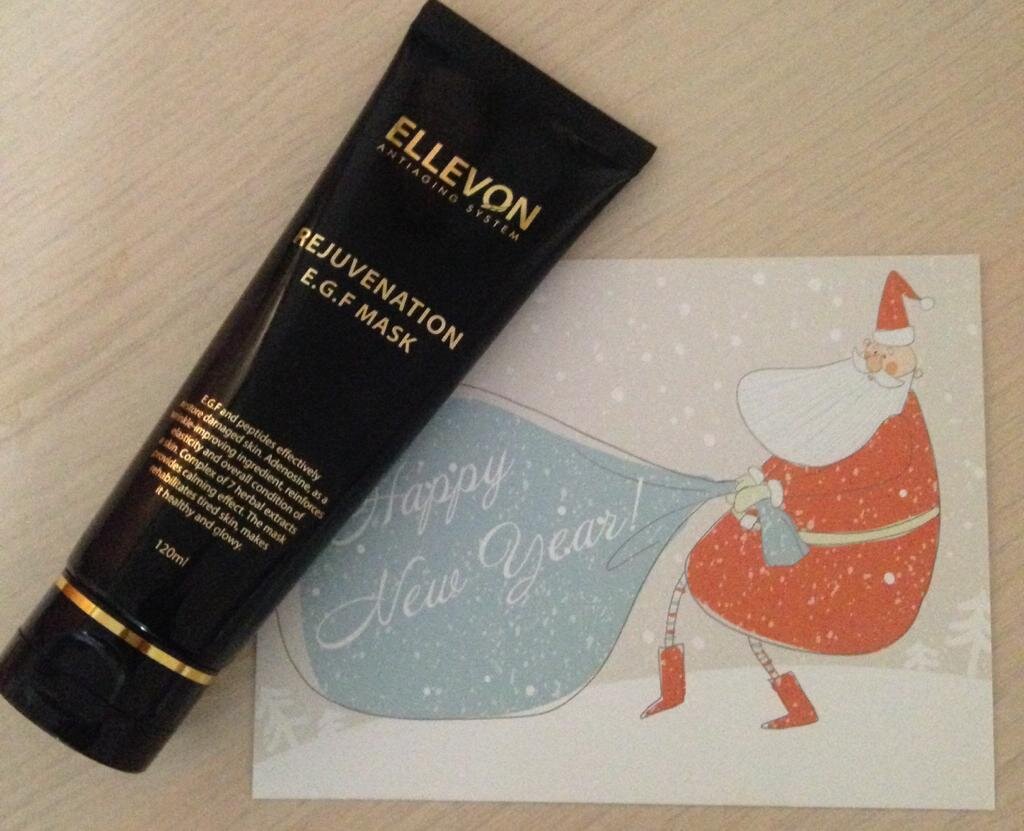 ELLEVON
ANTIAGING SYSTEM
REJUVENATION
E.G.F MASK
E.G.F and peptides effectively
restore damaged skin. Adenosine, as a
wrinkle-improving ingredient, reinforces
elasticity and overall condition of
a skin. Complex of 7 herbal extracts
provides calming effect. The mask
rehabilitates tired skin, makes
it healthy and glowy.
120ml
Happy
New Year!